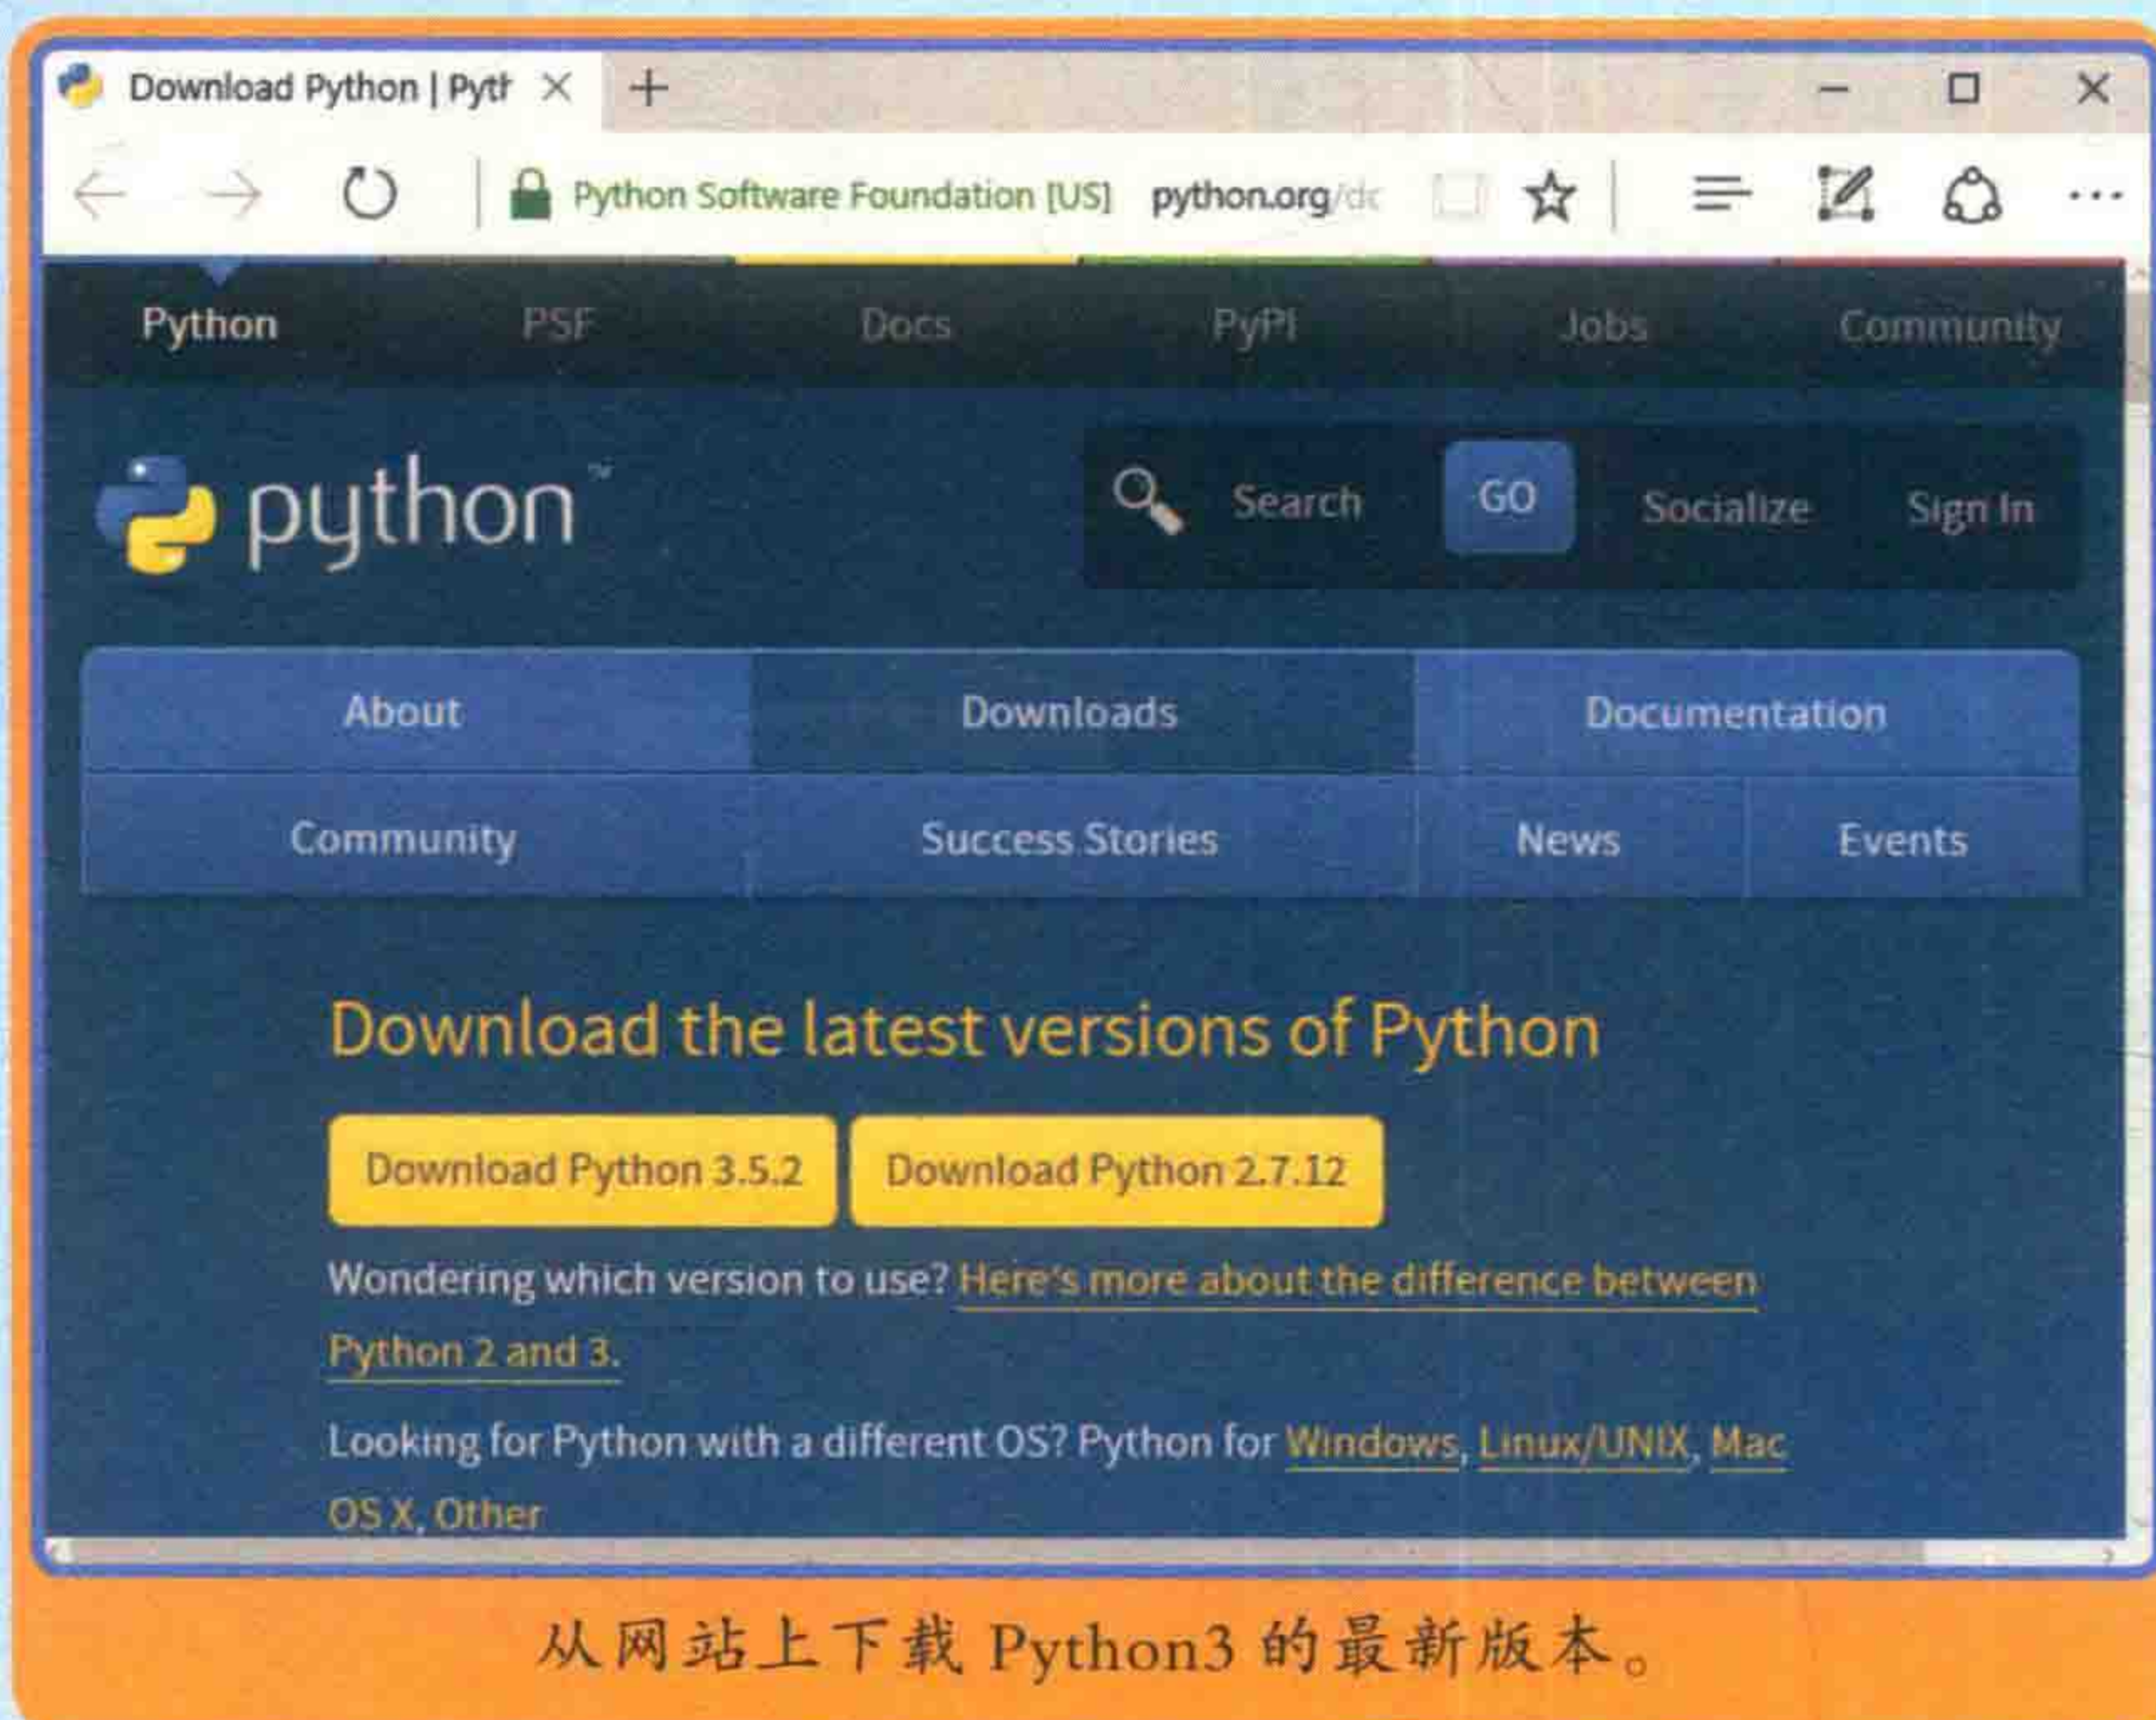 Download Python | Pyth
Python Software Foundation [US] python.org/dc
Python PSF Docs PyPI Jobs Community
python™
Search GO Socialize Sign In
About Downloads Documentation
Community Success Stories News Events
Download the latest versions of Python
Download Python 3.5.2 Download Python 2.7.12
Wondering which version to use? Here's more about the difference between
Python 2 and 3.
Looking for Python with a different OS? Python for Windows, Linux/UNIX, Mac
OS X, Other
从网站上下载 Python3 的最新版本。